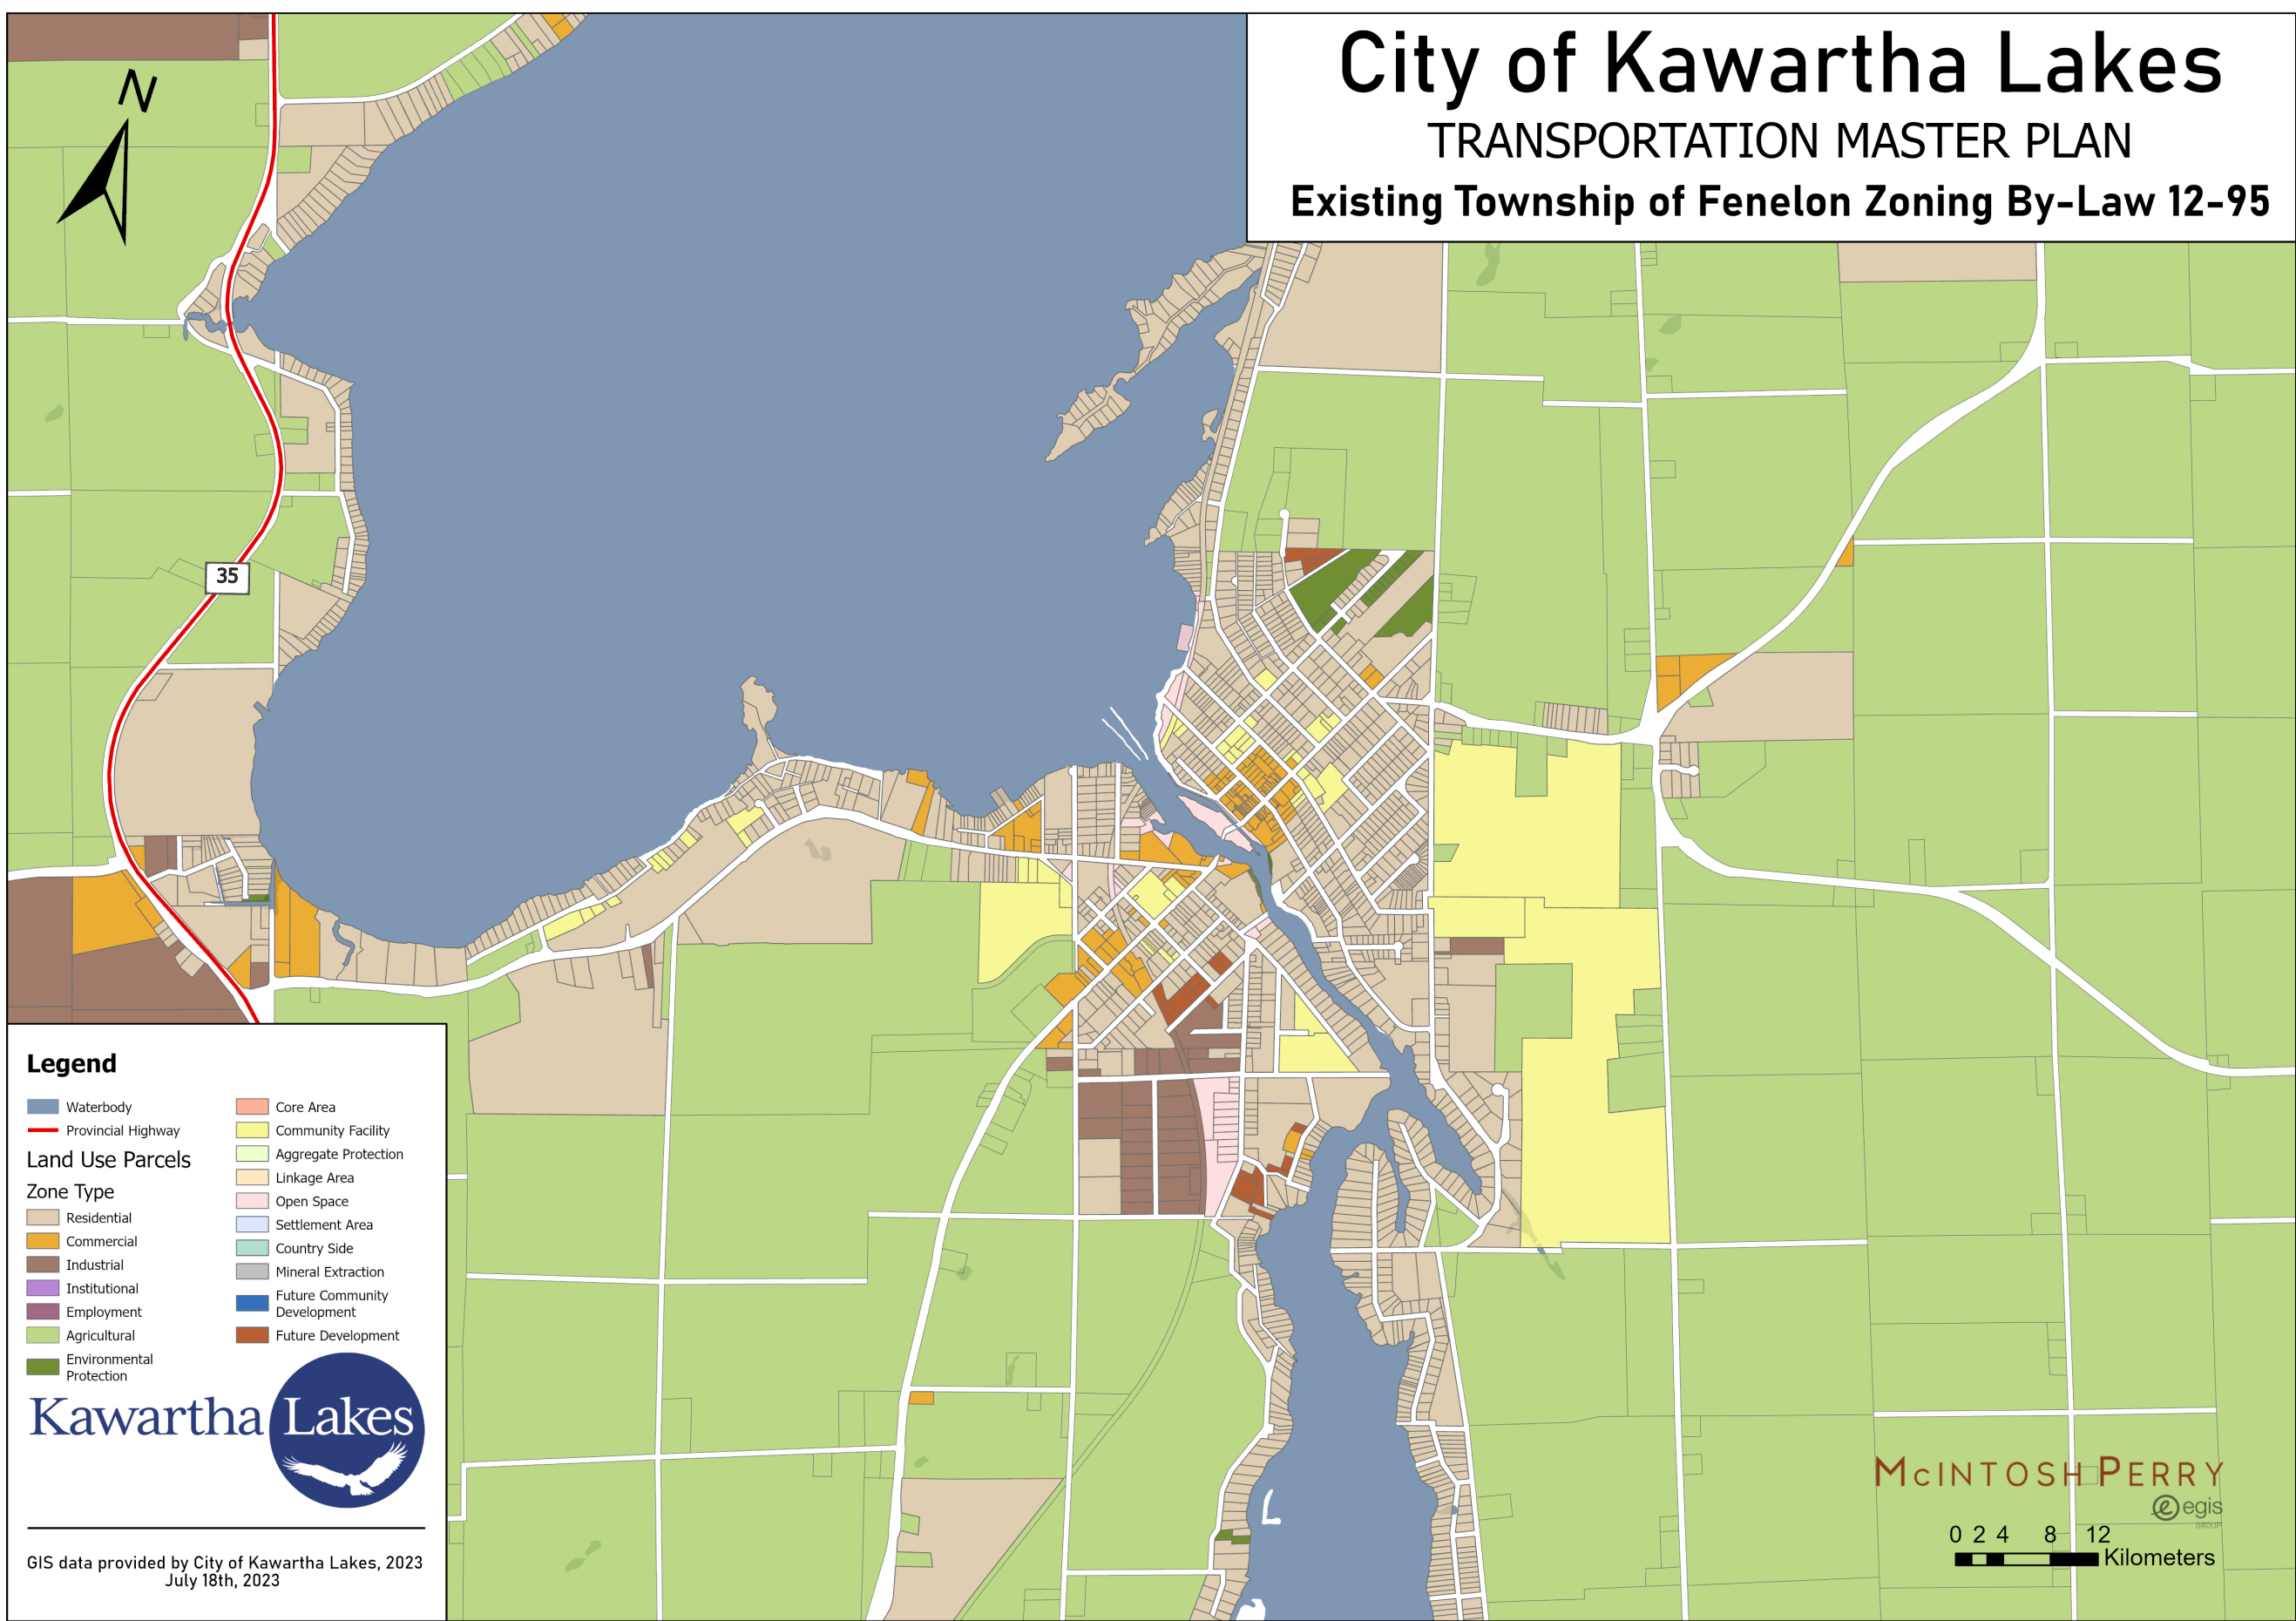 City of Kawartha Lakes
TRANSPORTATION MASTER PLAN
Existing Township of Fenelon Zoning By-Law 12-95
N
35
Legend
Waterbody
Provincial Highway
Land Use Parcels
Zone Type
Residential
Commercial
Industrial
Institutional
Employment
Agricultural
Environmental
Protection
Core Area
Community Facility
Aggregate Protection
Linkage Area
Open Space
Settlement Area
Country Side
Mineral Extraction
Future Community
Development
Future Development
Kawartha Lakes
GIS data provided by City of Kawartha Lakes, 2023
July 18th, 2023
McINTOSH PERRY
egis
GROUP
0 2 4 8 12
Kilometers